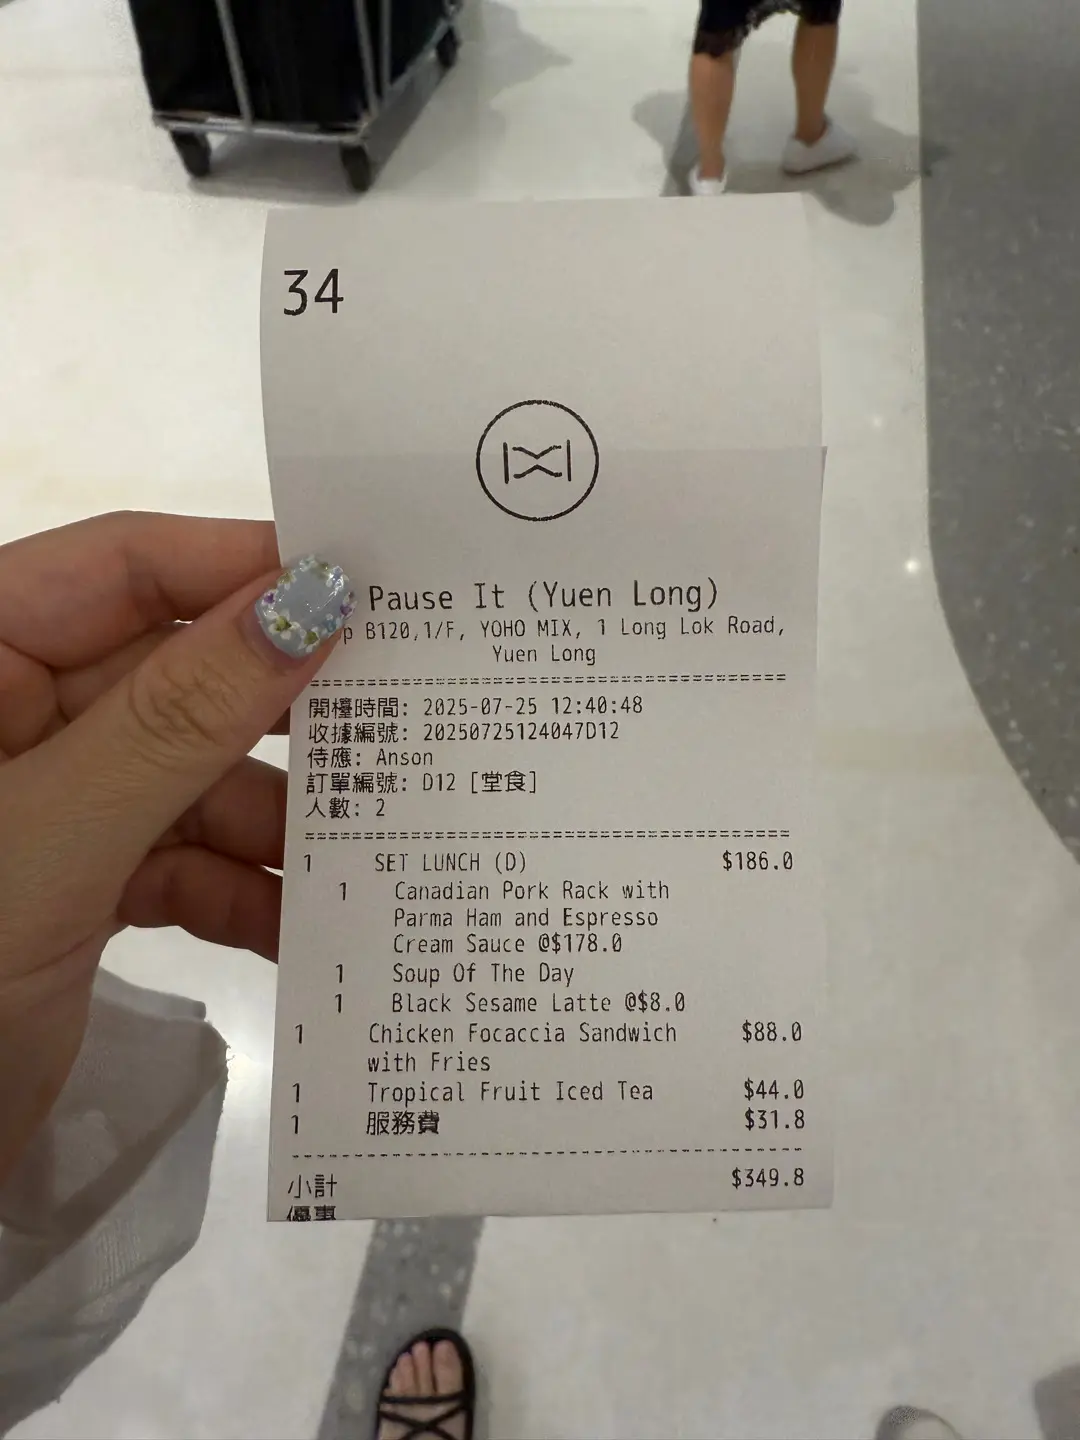 34
Pause It (Yuen Long)
B120,1/F, YOHO MIX, 1 Long Lok Road,
Yuen Long
開檯時間: 2025-07-25 12:40:48
收據編號: 20250725124047D12
侍應: Anson
訂單編號: D12 [堂食]
人數: 2
1 SET LUNCH (D) $186.0
1 Canadian Pork Rack with
Parma Ham and Espresso
Cream Sauce @$178.0
1 Soup Of The Day
1 Black Sesame Latte @$8.0
1 Chicken Focaccia Sandwich $88.0
with Fries
1 Tropical Fruit Iced Tea $44.0
1 服務費 $31.8
小計 $349.8
優惠